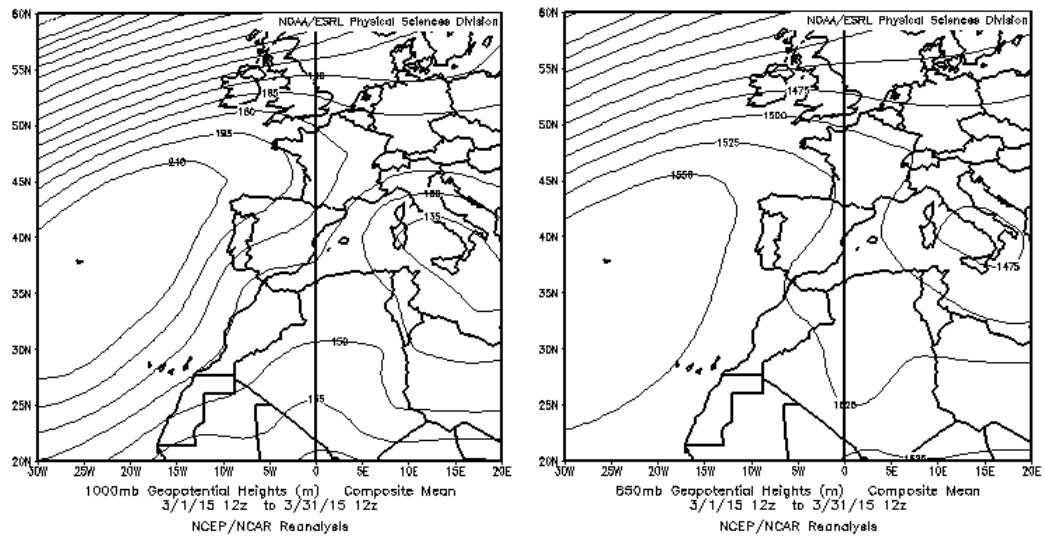 NOAA/ESRL Physical Sciences Division
60N
55N
50N
45N
40N
35N
30N
25N
20N
180
195
210
135
150
30W 25W 20W 15W 10W 5W 0 5E 10E 15E 20E
1000mb Geopotential Heights (m) Composite Mean
3/1/15 12z to 3/31/15 12z
NCEP/NCAR Reanalysis
NOAA/ESRL Physical Sciences Division
60N
55N
50N
45N
40N
35N
30N
25N
20N
1475
1500
1525
1550
1475
1525
30W 25W 20W 15W 10W 5W 0 5E 10E 15E 20E
850mb Geopotential Heights (m) Composite Mean
3/1/15 12z to 3/31/15 12z
NCEP/NCAR Reanalysis